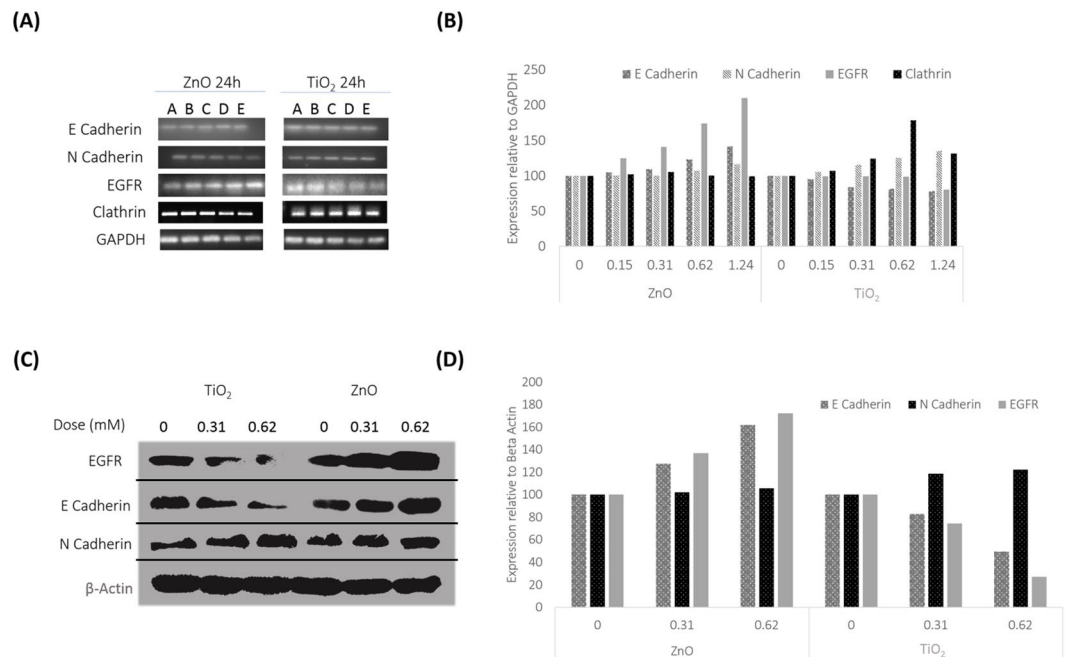 (A)
ZnO 24h TiO2 24h
A B C D E A B C D E
E Cadherin
N Cadherin
EGFR
Clathrin
GAPDH
(B)
E Cadherin N Cadherin EGFR Clathrin
Expression relative to GAPDH
250
200
150
100
50
0
0 0.15 0.31 0.62 1.24 0 0.15 0.31 0.62 1.24
ZnO TiO2
(C)
TiO2 ZnO
Dose (mM) 0 0.31 0.62 0 0.31 0.62
EGFR
E Cadherin
N Cadherin
β-Actin
(D)
E Cadherin N Cadherin EGFR
Expression relative to Beta Actin
200
180
160
140
120
100
80
60
40
20
0
0 0.31 0.62 0 0.31 0.62
ZnO TiO2